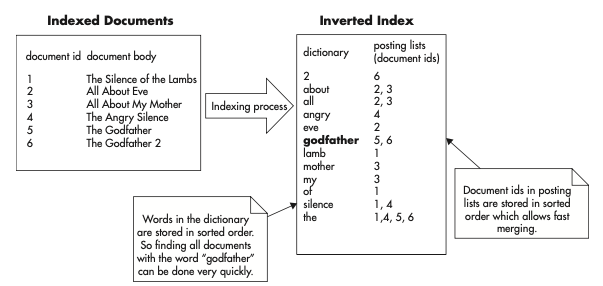 Indexed Documents
document id document body
1 The Silence of the Lambs
2 All About Eve
3 All About My Mother
4 The Angry Silence
5 The Godfather
6 The Godfather 2
Indexing process
Inverted Index
dictionary posting lists
(document ids)
2 6
about 2, 3
all 2, 3
angry 4
eve 2
godfather 5, 6
lamb 1
mother 3
my 3
of 1
silence 1, 4
the 1,4, 5, 6
Words in the dictionary
are stored in sorted order.
So finding all documents
with the word “godfather”
can be done very quickly.
Document ids in posting
lists are stored in sorted
order which allows fast
merging.